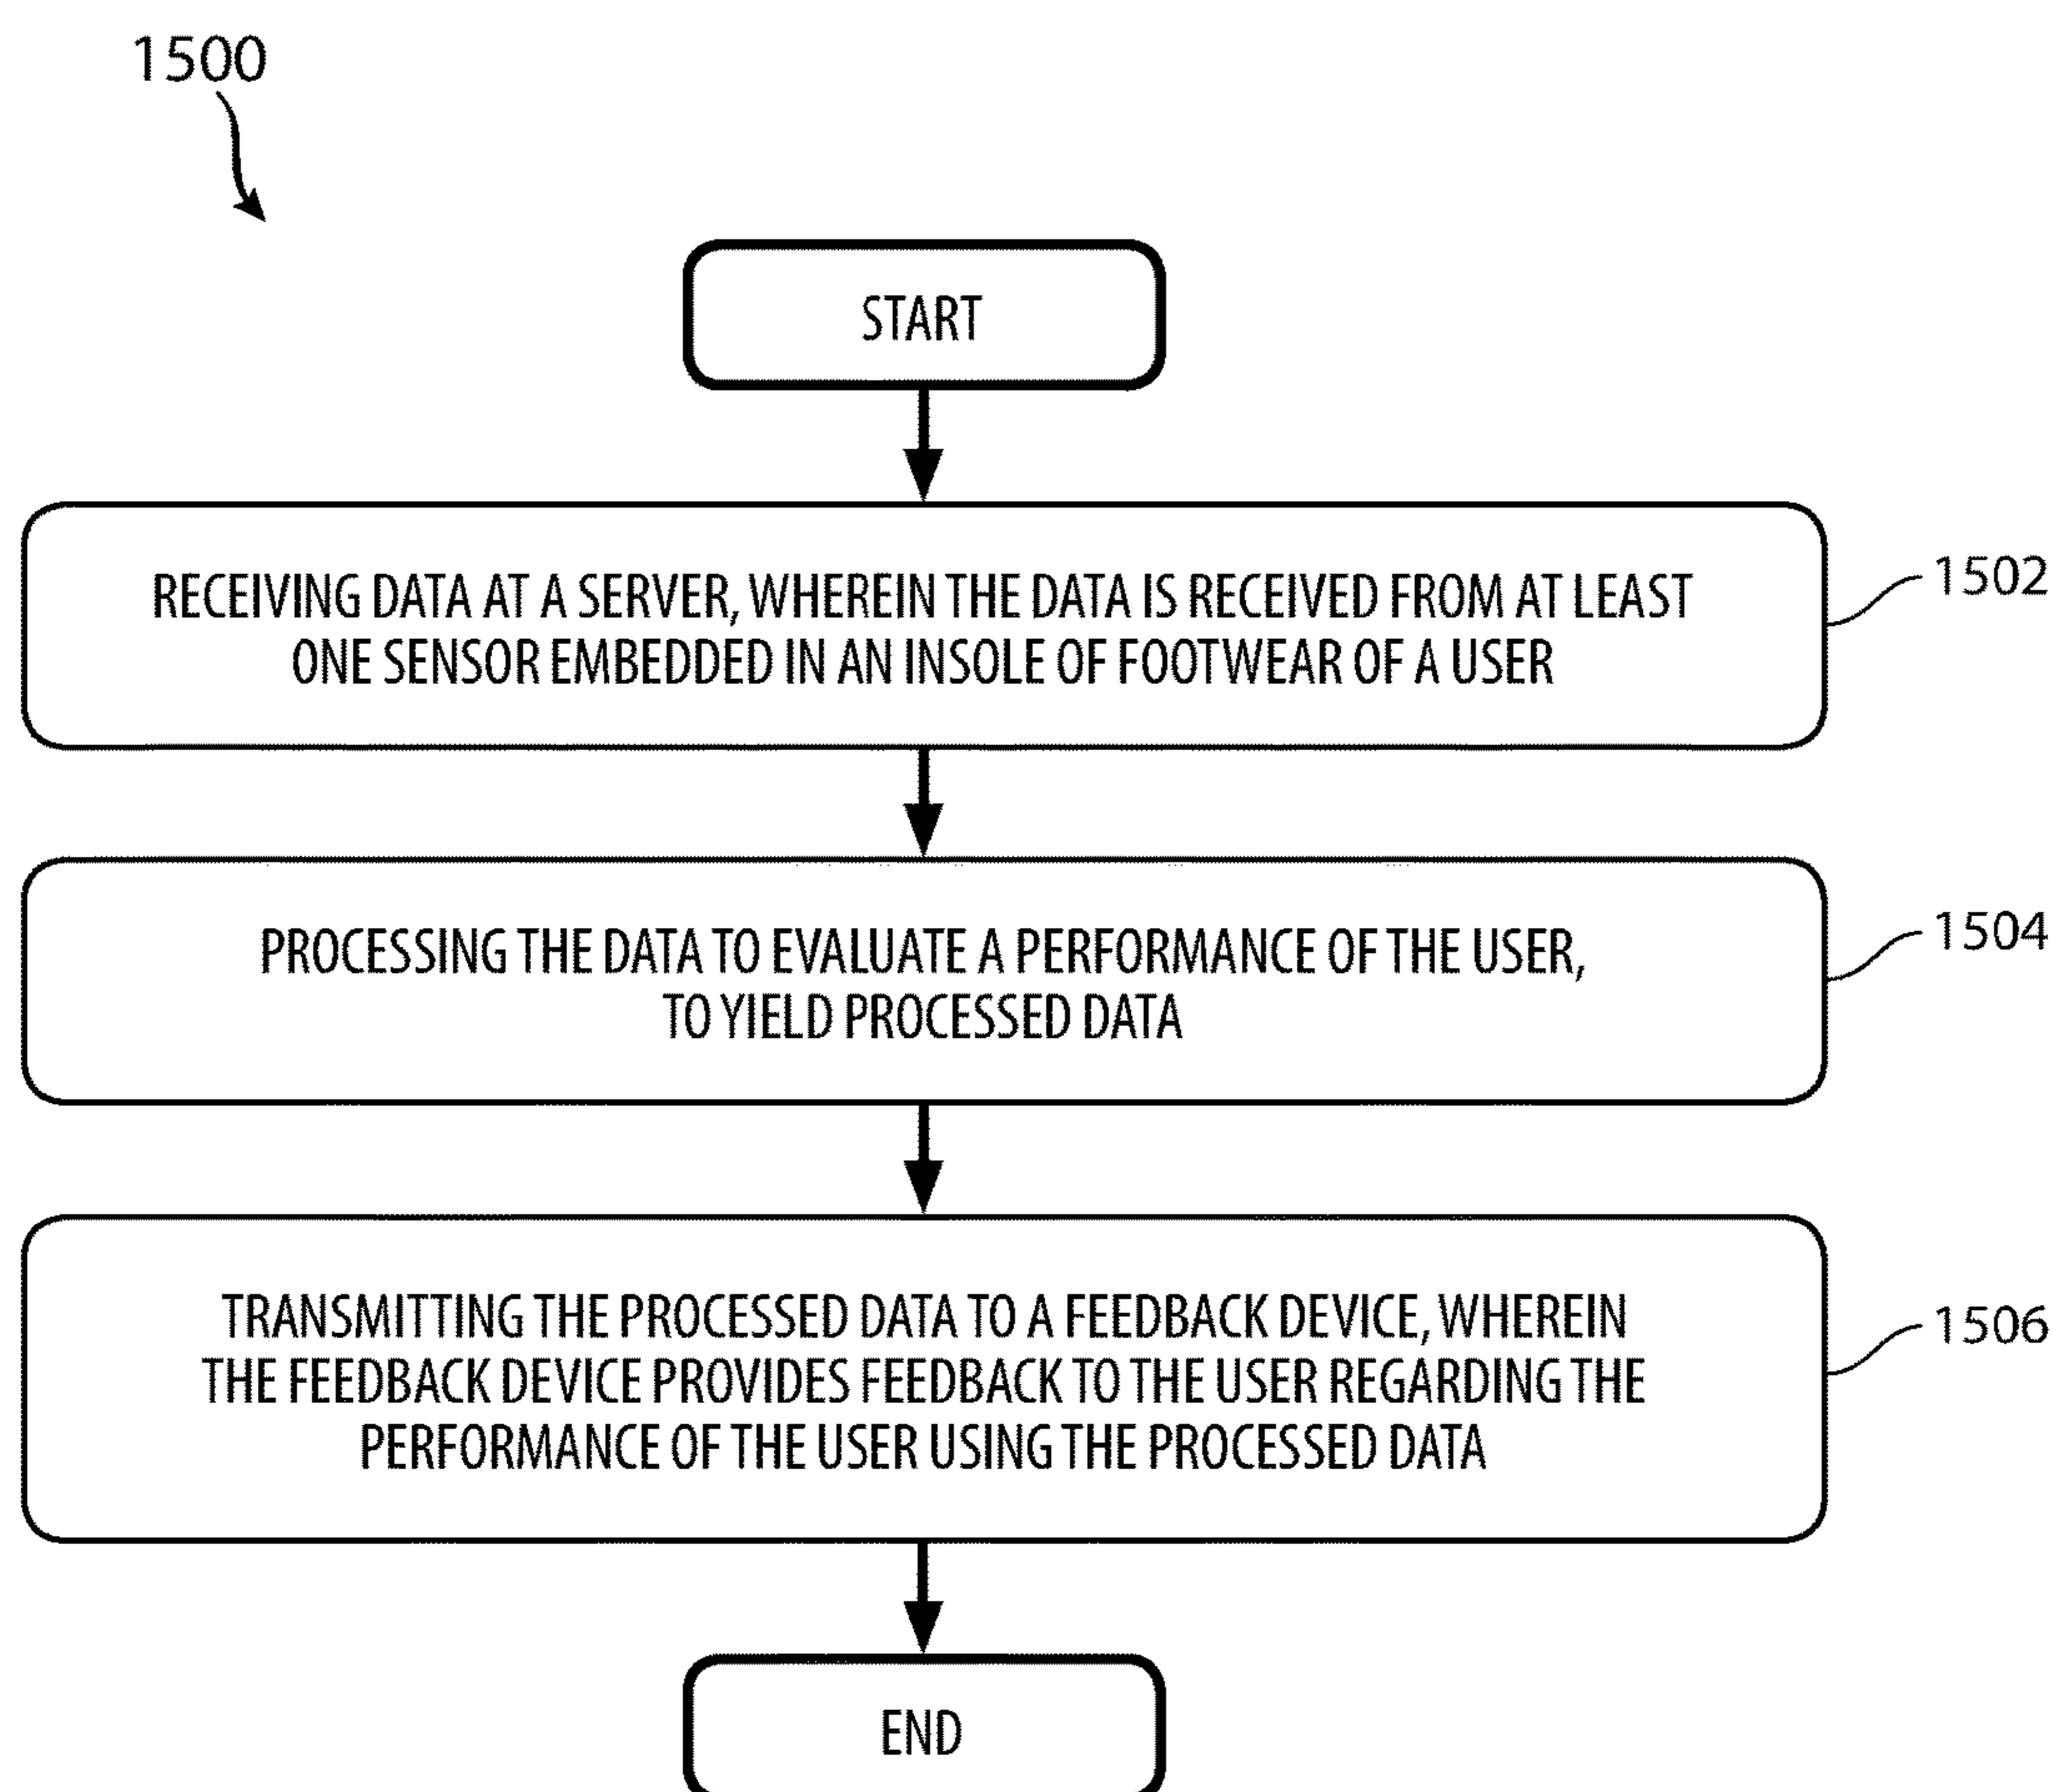 1500
START
RECEIVING DATA AT A SERVER, WHEREIN THE DATA IS RECEIVED FROM AT LEAST
ONE SENSOR EMBEDDED IN AN INSOLE OF FOOTWEAR OF A USER
1502
PROCESSING THE DATA TO EVALUATE A PERFORMANCE OF THE USER,
TO YIELD PROCESSED DATA
1504
TRANSMITTING THE PROCESSED DATA TO A FEEDBACK DEVICE, WHEREIN
THE FEEDBACK DEVICE PROVIDES FEEDBACK TO THE USER REGARDING THE
PERFORMANCE OF THE USER USING THE PROCESSED DATA
1506
END